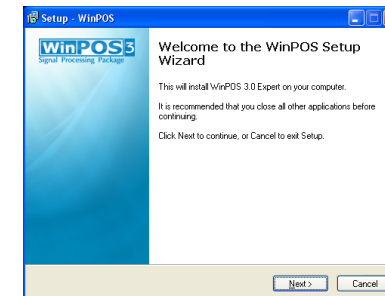 Setup - WinPOS
WinPOS3
Signal Processing Package
Welcome to the WinPOS Setup
Wizard
This will install WinPOS 3.0 Expert on your computer.
It is recommended that you close all other applications before
continuing.
Click Next to continue, or Cancel to exit Setup.
Next >
Cancel